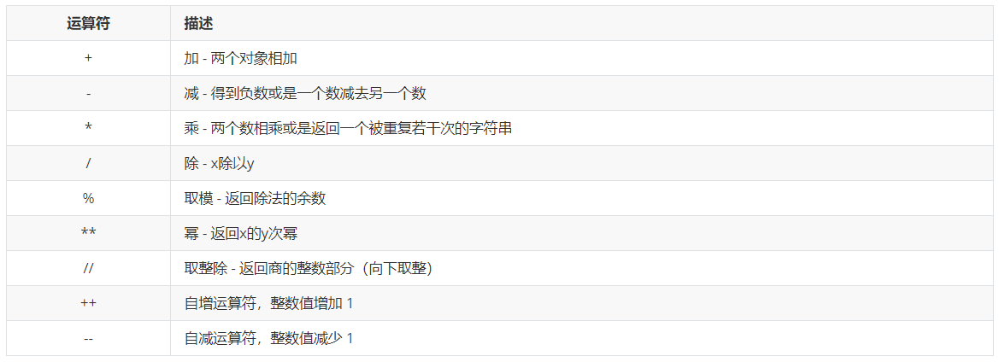 运算符 描述
+ 加 - 两个对象相加
- 减 - 得到负数或是一个数减去另一个数
* 乘 - 两个数相乘或是返回一个被重复若干次的字符串
/ 除 - x除以y
% 取模 - 返回除法的余数
** 幂 - 返回x的y次幂
// 取整除 - 返回商的整数部分（向下取整）
++ 自增运算符，整数值增加 1
-- 自减运算符，整数值减少 1